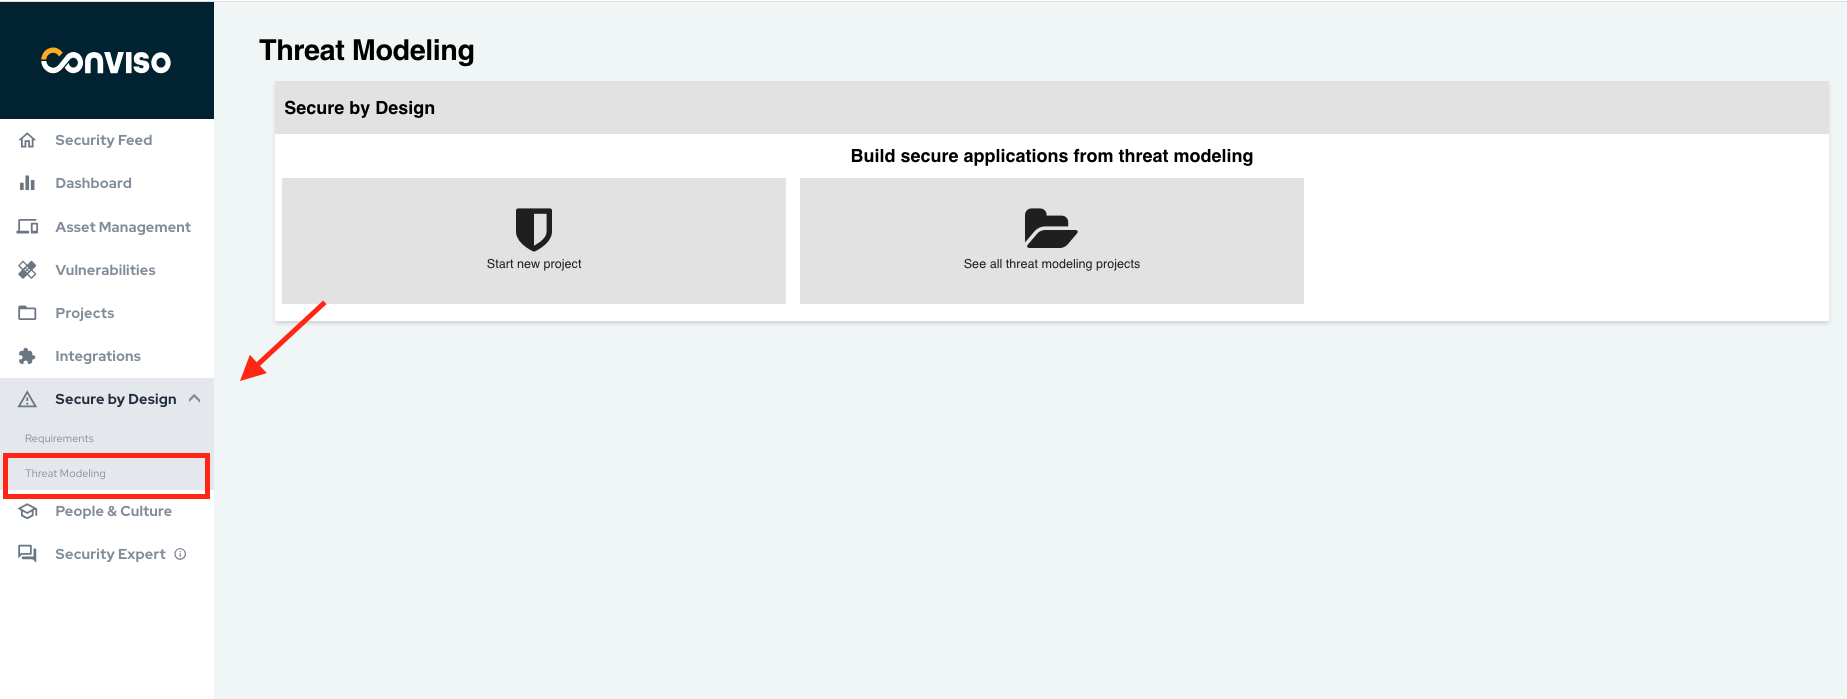 Conviso
Security Feed
Dashboard
Asset Management
Vulnerabilities
Projects
Integrations
Secure by Design
Requirements
Threat Modeling
People & Culture
Security Expert
Threat Modeling
Secure by Design
Build secure applications from threat modeling
Start new project
See all threat modeling projects